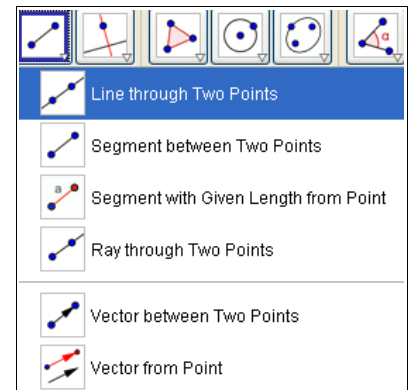 α
Line through Two Points
Segment between Two Points
a
Segment with Given Length from Point
Ray through Two Points
Vector between Two Points
Vector from Point